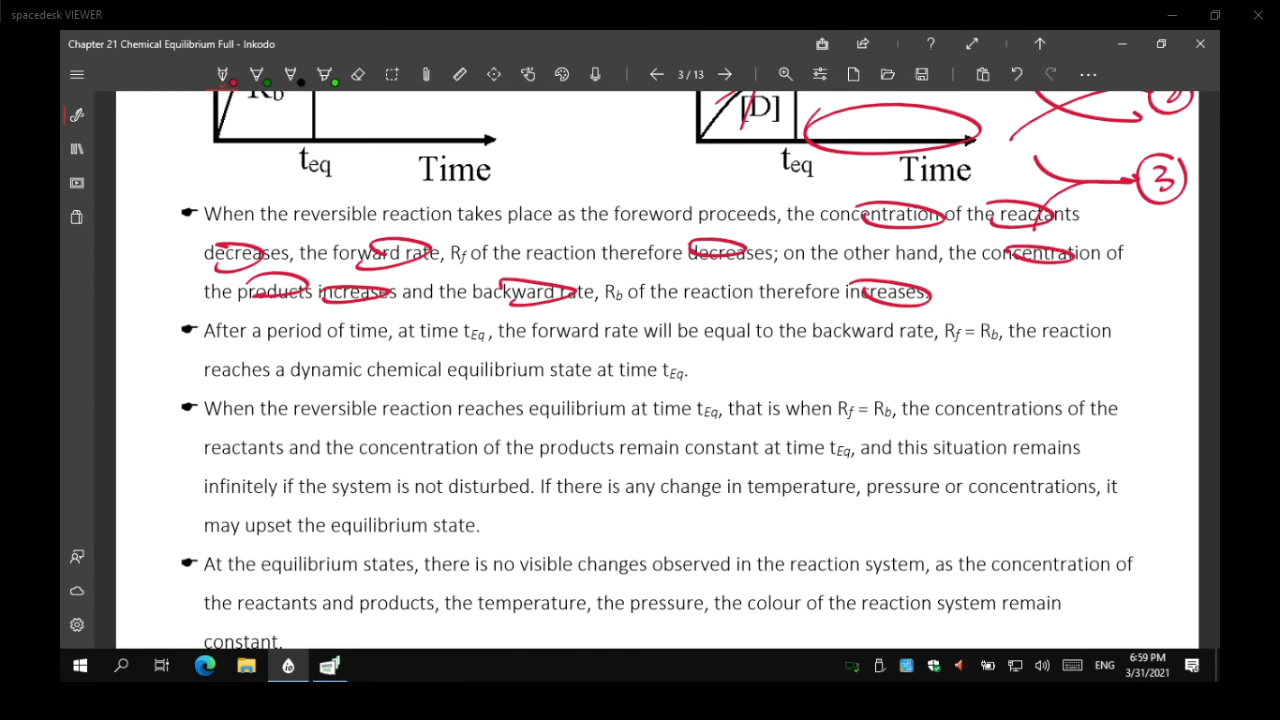 spacedesk VIEWER
Chapter 21 Chemical Equilibrium Full - Inkodo
3 / 13
Rb
[D]
teq Time
teq Time
3
When the reversible reaction takes place as the foreword proceeds, the concentration of the reactants
decreases, the forward rate, Rf of the reaction therefore decreases; on the other hand, the concentration of
the products increases and the backward rate, Rb of the reaction therefore increases.
After a period of time, at time tEq , the forward rate will be equal to the backward rate, Rf = Rb, the reaction
reaches a dynamic chemical equilibrium state at time tEq.
When the reversible reaction reaches equilibrium at time tEq, that is when Rf = Rb, the concentrations of the
reactants and the concentration of the products remain constant at time tEq, and this situation remains
infinitely if the system is not disturbed. If there is any change in temperature, pressure or concentrations, it
may upset the equilibrium state.
At the equilibrium states, there is no visible changes observed in the reaction system, as the concentration of
the reactants and products, the temperature, the pressure, the colour of the reaction system remain
constant.
ENG
6:59 PM
3/31/2021